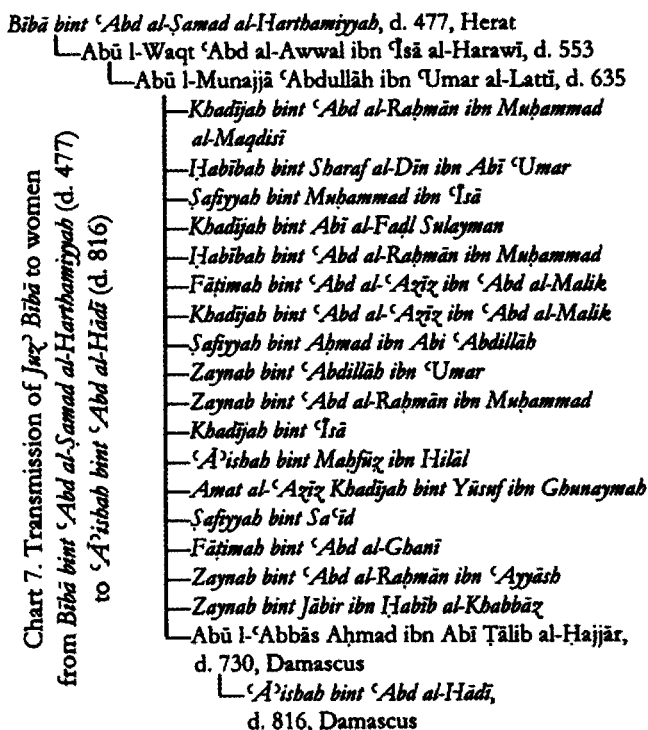 Bībā bint ʿAbd al-Ṣamad al-Harthamiyyah, d. 477, Herat
Abū l-Waqt ʿAbd al-Awwal ibn ʿĪsā al-Harawī, d. 553
Abū l-Munajjā ʿAbdullāh ibn ʿUmar al-Lattī, d. 635
Khadījah bint ʿAbd al-Raḥmān ibn Muḥammad
al-Maqdisī
Ḥabībah bint Sharaf al-Dīn ibn Abī ʿUmar
Ṣafiyyah bint Muḥammad ibn ʿĪsā
Khadījah bint Abī al-Faḍl Sulayman
Ḥabībah bint ʿAbd al-Raḥmān ibn Muḥammad
Fāṭimah bint ʿAbd al-ʿAzīz ibn ʿAbd al-Malik
Khadījah bint ʿAbd al-ʿAzīz ibn ʿAbd al-Malik
Ṣafiyyah bint Aḥmad ibn Abi ʿAbdillāh
Zaynab bint ʿAbdillāh ibn ʿUmar
Zaynab bint ʿAbd al-Raḥmān ibn Muḥammad
Khadījah bint ʿĪsā
ʿĀʾishah bint Maḥfūẓ ibn Hilāl
Amat al-ʿAzīz Khadījah bint Yūsuf ibn Ghunaymah
Ṣafiyyah bint Saʿīd
Fāṭimah bint ʿAbd al-Ghanī
Zaynab bint ʿAbd al-Raḥmān ibn ʿAyyāsh
Zaynab bint Jābir ibn Ḥabīb al-Khabbāz
Abū l-ʿAbbās Aḥmad ibn Abī Ṭālib al-Ḥajjār,
d. 730, Damascus
ʿĀʾishah bint ʿAbd al-Hādī,
d. 816, Damascus
Chart 7. Transmission of Juzʾ Bībā to women
from Bībā bint ʿAbd al-Ṣamad al-Harthamiyyah (d. 477)
to ʿĀʾishah bint ʿAbd al-Hādī (d. 816)